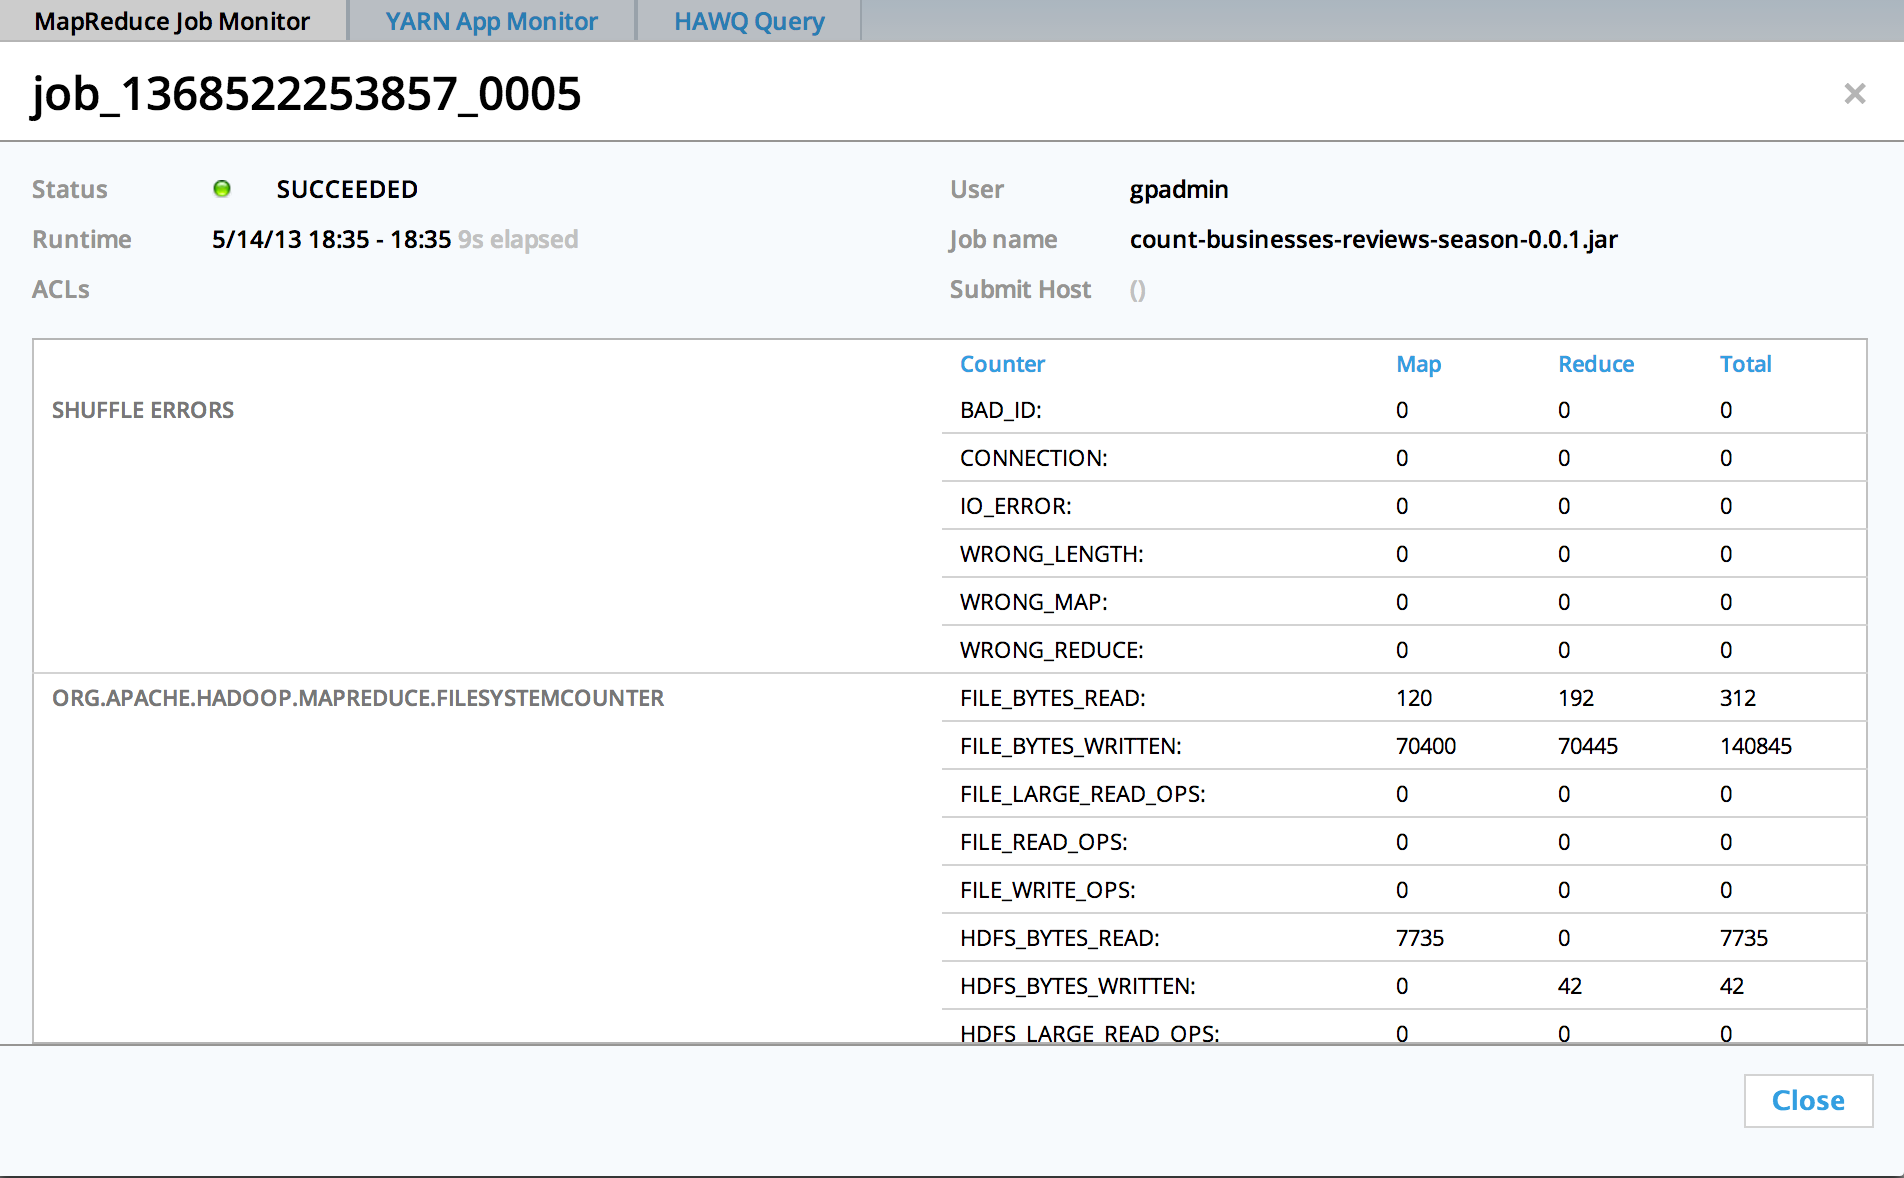 MapReduce Job Monitor YARN App Monitor HAWQ Query
job_1368522253857_0005 ×
Status SUCCEEDED User gpadmin
Runtime 5/14/13 18:35 - 18:35 9s elapsed Job name count-businesses-reviews-season-0.0.1.jar
ACLs Submit Host ()
Counter Map Reduce Total
SHUFFLE ERRORS BAD_ID: 0 0 0
CONNECTION: 0 0 0
IO_ERROR: 0 0 0
WRONG_LENGTH: 0 0 0
WRONG_MAP: 0 0 0
WRONG_REDUCE: 0 0 0
ORG.APACHE.HADOOP.MAPREDUCE.FILESYSTEMCOUNTER FILE_BYTES_READ: 120 192 312
FILE_BYTES_WRITTEN: 70400 70445 140845
FILE_LARGE_READ_OPS: 0 0 0
FILE_READ_OPS: 0 0 0
FILE_WRITE_OPS: 0 0 0
HDFS_BYTES_READ: 7735 0 7735
HDFS_BYTES_WRITTEN: 0 42 42
HDFS_LARGE_READ_OPS: 0 0 0
Close